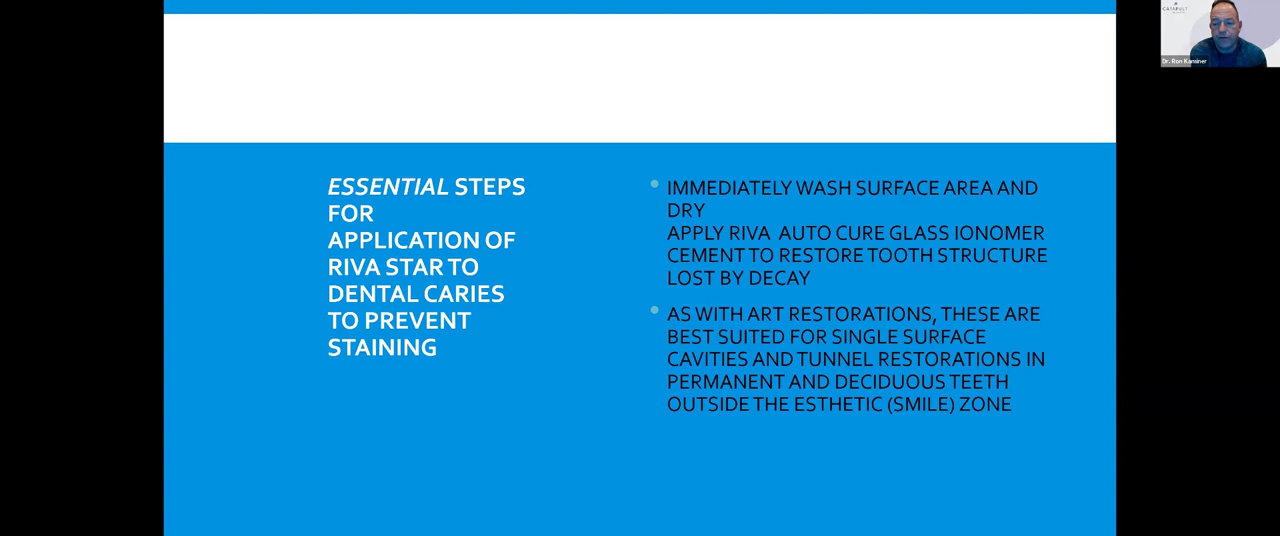 CATAPULT
Dr. Ron Kaminer
ESSENTIAL STEPS
FOR
APPLICATION OF
RIVA STAR TO
DENTAL CARIES
TO PREVENT
STAINING
• IMMEDIATELY WASH SURFACE AREA AND
DRY
APPLY RIVA AUTO CURE GLASS IONOMER
CEMENT TO RESTORE TOOTH STRUCTURE
LOST BY DECAY
• AS WITH ART RESTORATIONS, THESE ARE
BEST SUITED FOR SINGLE SURFACE
CAVITIES AND TUNNEL RESTORATIONS IN
PERMANENT AND DECIDUOUS TEETH
OUTSIDE THE ESTHETIC (SMILE) ZONE